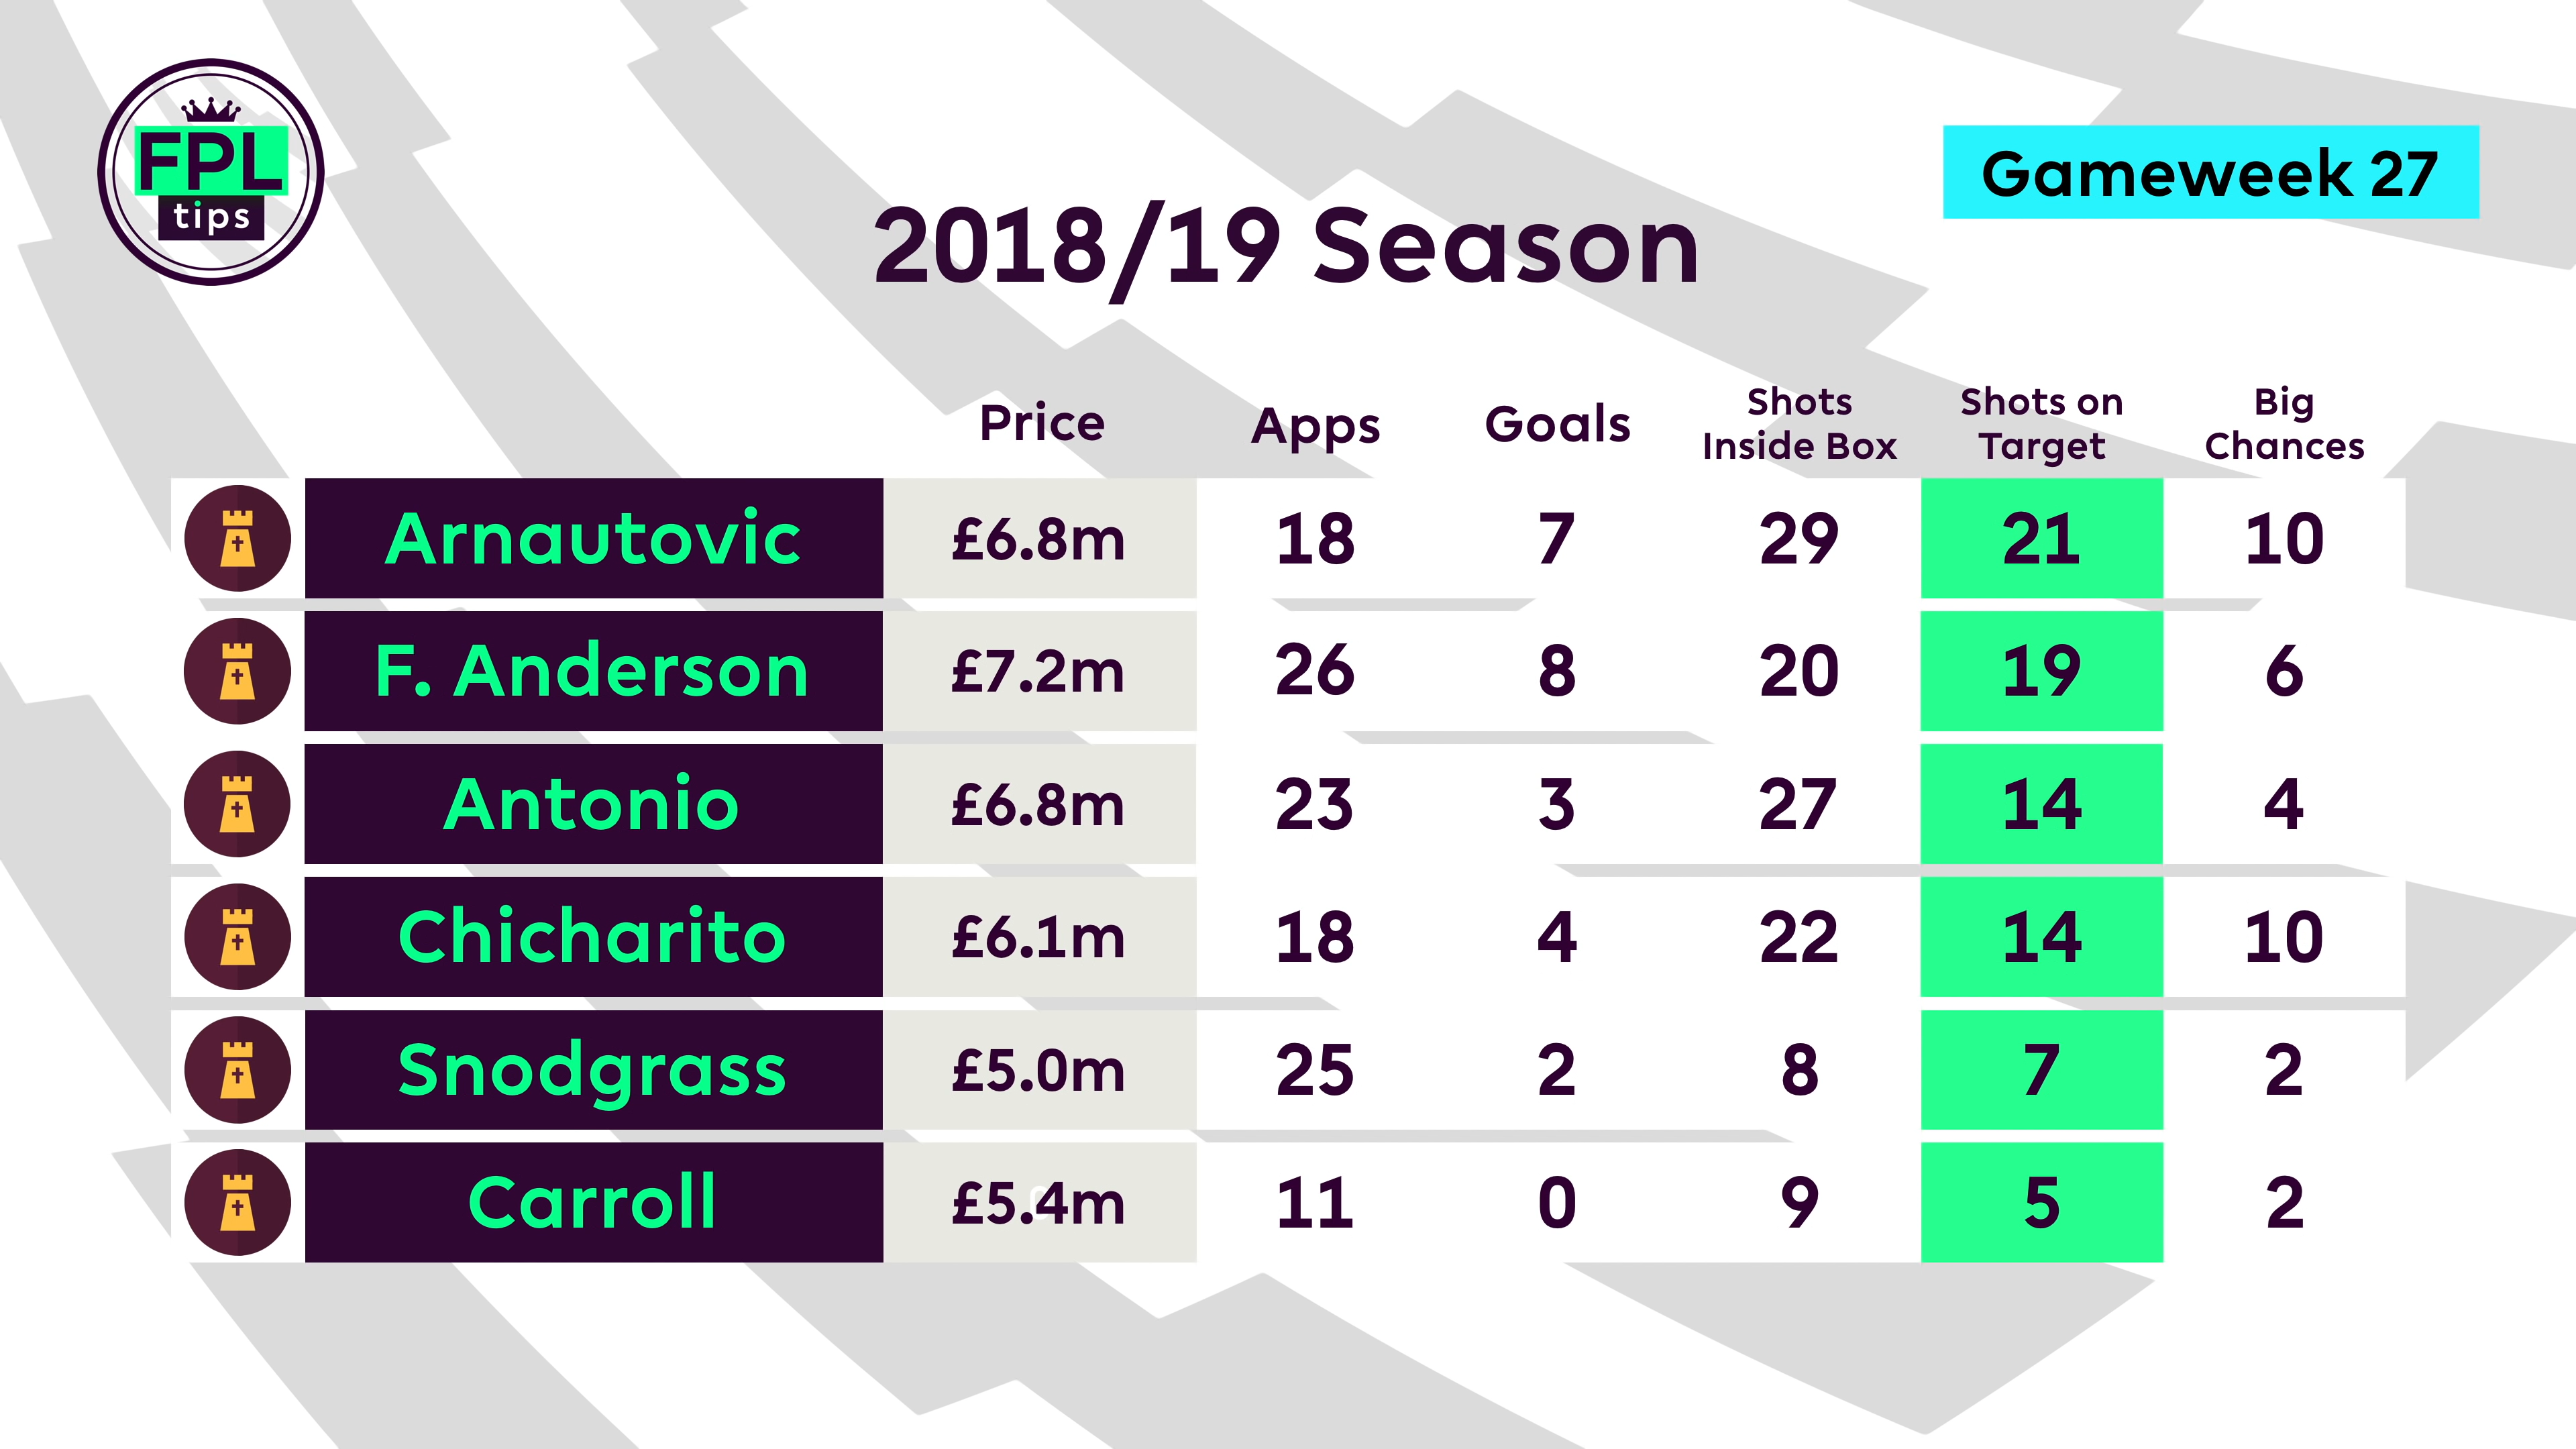 FPL
tips
Gameweek 27
2018/19 Season
Price Apps Goals Shots Inside Box Shots on Target Big Chances
Arnautovic £6.8m 18 7 29 21 10
F. Anderson £7.2m 26 8 20 19 6
Antonio £6.8m 23 3 27 14 4
Chicharito £6.1m 18 4 22 14 10
Snodgrass £5.0m 25 2 8 7 2
Carroll £5.4m 11 0 9 5 2